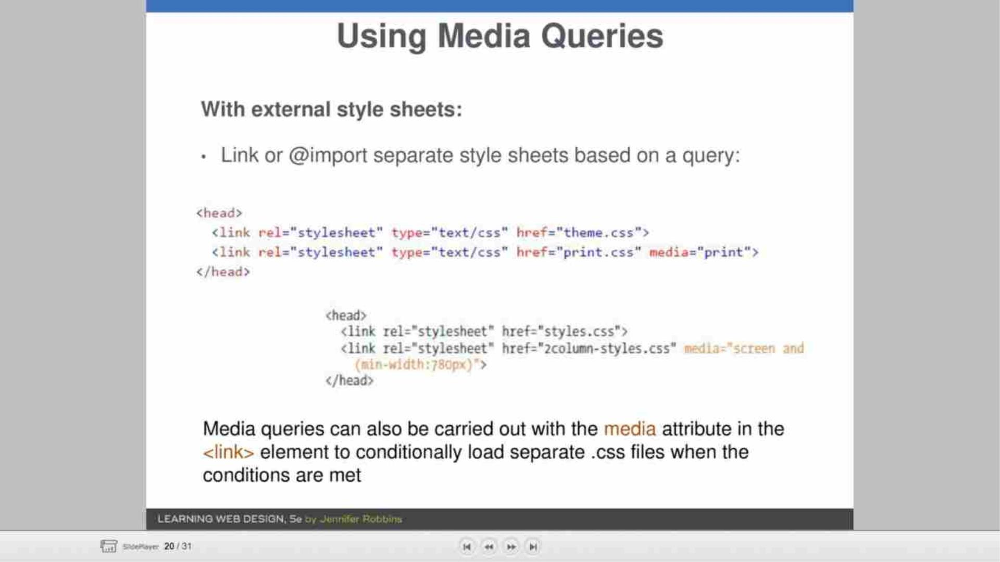 Using Media Queries
With external style sheets:
• Link or @import separate style sheets based on a query:
<head>
<link rel="stylesheet" type="text/css" href="theme.css">
<link rel="stylesheet" type="text/css" href="print.css" media="print">
</head>
<head>
<link rel="stylesheet" href="styles.css">
<link rel="stylesheet" href="2column-styles.css" media="screen and
(min-width:780px)">
</head>
Media queries can also be carried out with the media attribute in the
<link> element to conditionally load separate .css files when the
conditions are met
LEARNING WEB DESIGN, 5e by Jennifer Robbins
SlidePlayer 20 / 31